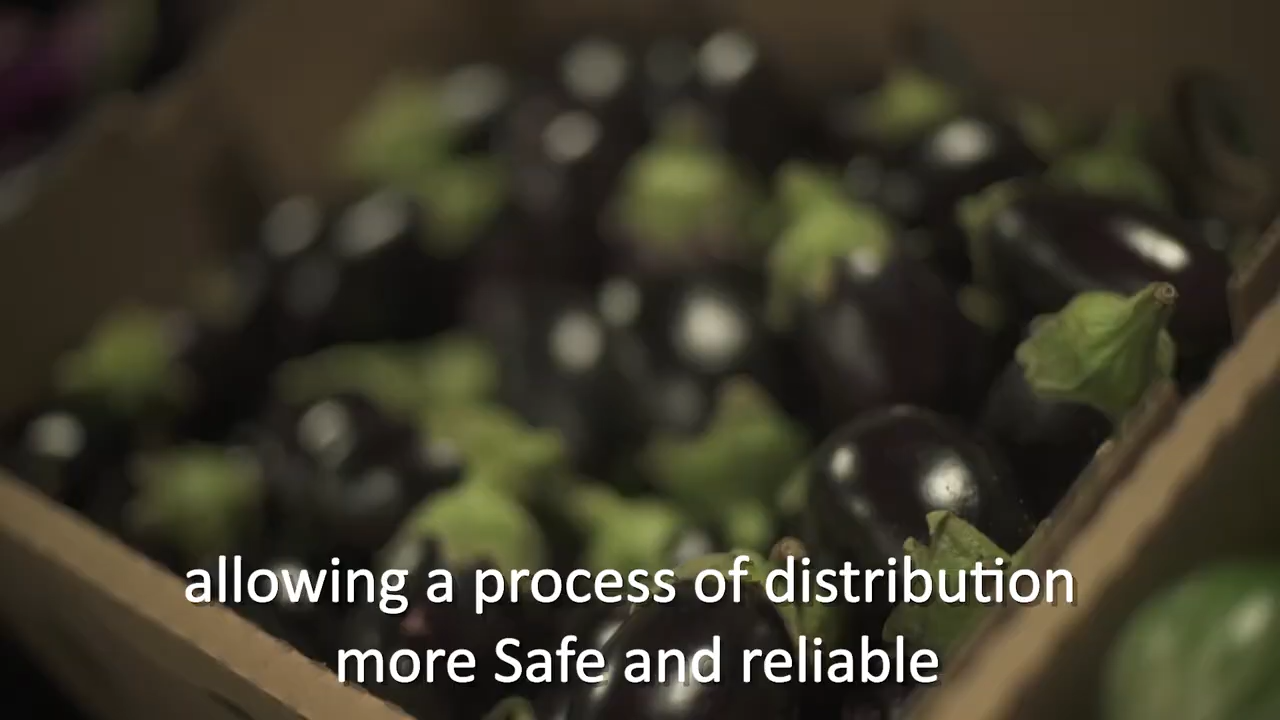 allowing a process of distribution
more Safe and reliable